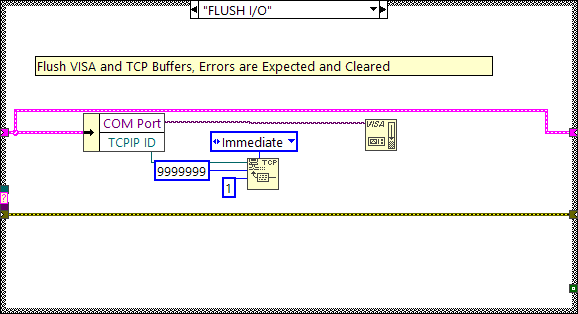 "FLUSH I/O"
Flush VISA and TCP Buffers, Errors are Expected and Cleared
COM Port
VISA
TCPIP ID
Immediate
TCP
9999999
1
?